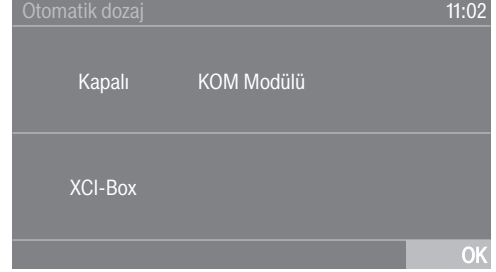 Otomatik dozaj 11:02
Kapalı KOM Modülü
XCI-Box
OK